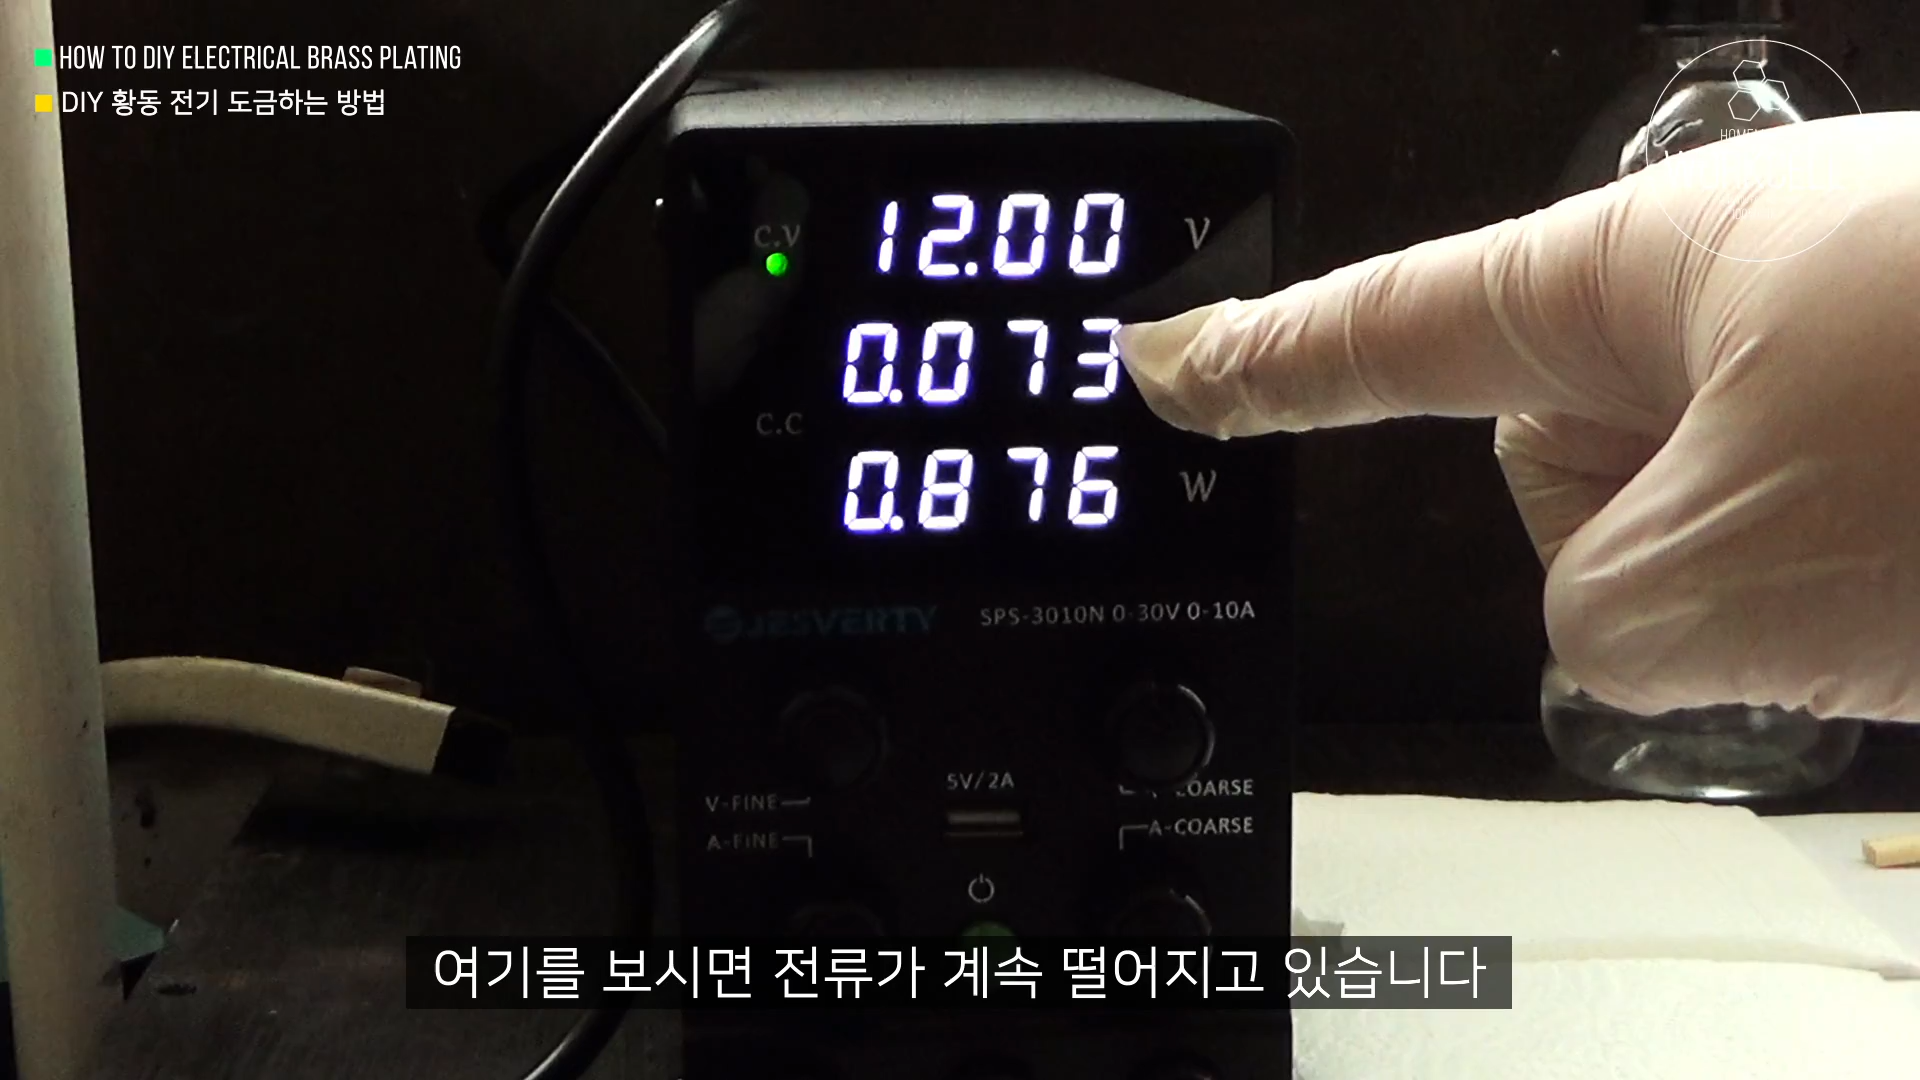 HOW TO DIY ELECTRICAL BRASS PLATING
DIY 황동 전기 도금하는 방법
C.V
12.00 V
0.073
C.C
0.876 W
JESVERTY SPS-3010N 0-30V 0-10A
5V/2A
V-FINE
A-FINE
A-COARSE
여기를 보시면 전류가 계속 떨어지고 있습니다